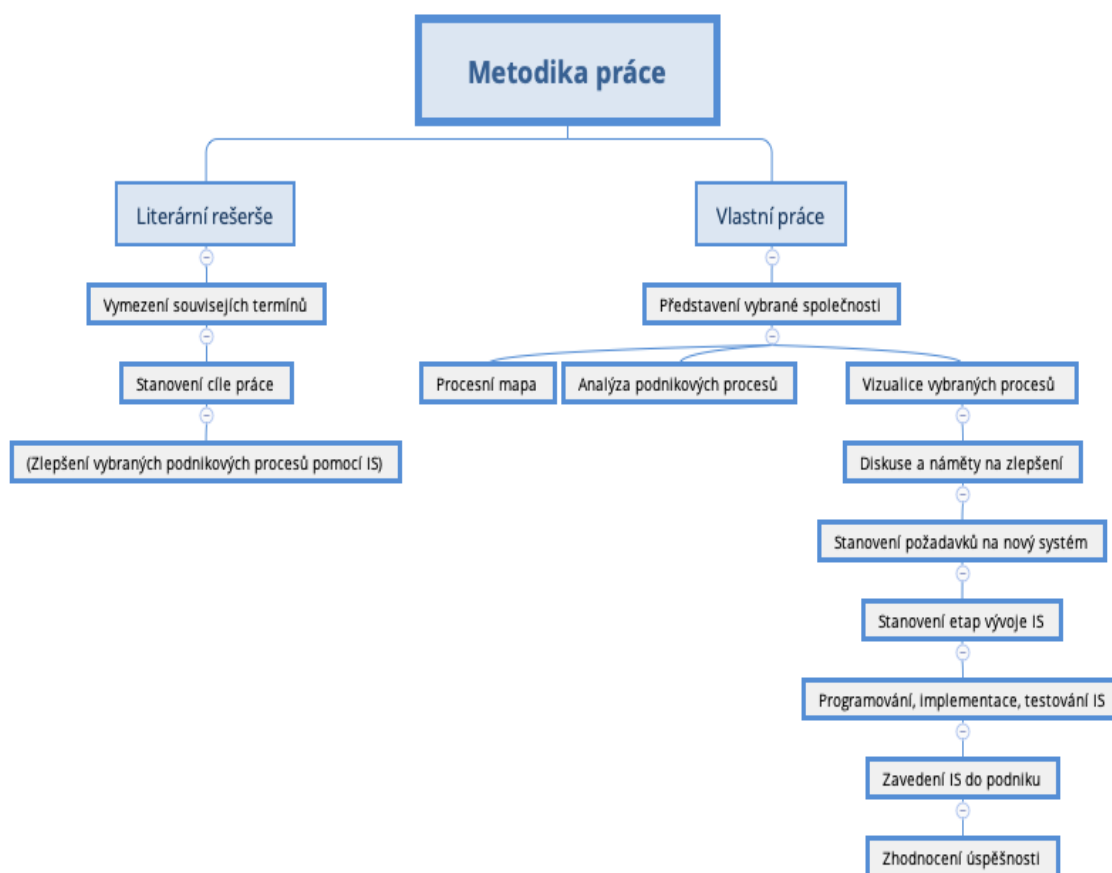 Metodika práce
Literární rešerše
Vlastní práce
Vymezení souvisejích termínů
Představení vybrané společnosti
Stanovení cíle práce
Procesní mapa
Analýza podnikových procesů
Vizualice vybraných procesů
(Zlepšení vybraných podnikových procesů pomocí IS)
Diskuse a náměty na zlepšení
Stanovení požadavků na nový systém
Stanovení etap vývoje IS
Programování, implementace, testování IS
Zavedení IS do podniku
Zhodnocení úspěšnosti